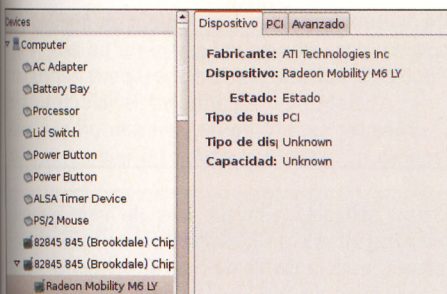 Devices
Computer
AC Adapter
Battery Bay
Processor
Lid Switch
Power Button
Power Button
ALSA Timer Device
PS/2 Mouse
82845 845 (Brookdale) Chip
82845 845 (Brookdale) Chip
Radeon Mobility M6 LY
Dispositivo PCI Avanzado
Fabricante: ATI Technologies Inc
Dispositivo: Radeon Mobility M6 LY
Estado: Estado
Tipo de bus PCI
Tipo de dis Unknown
Capacidad: Unknown